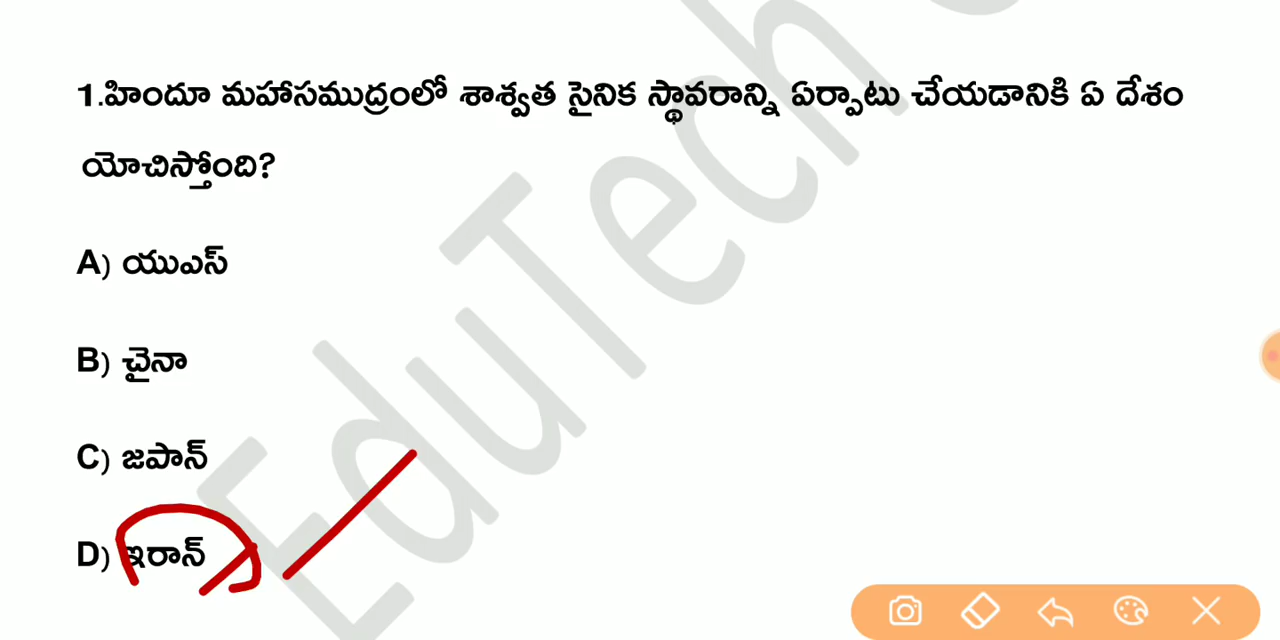 1.హిందూ మహాసముద్రంలో శాశ్వత సైనిక స్థావరాన్ని ఏర్పాటు చేయడానికి ఏ దేశం
యోచిస్తోంది?
A) యుఎస్
B) చైనా
C) జపాన్
D) ఇరాన్
EduTech